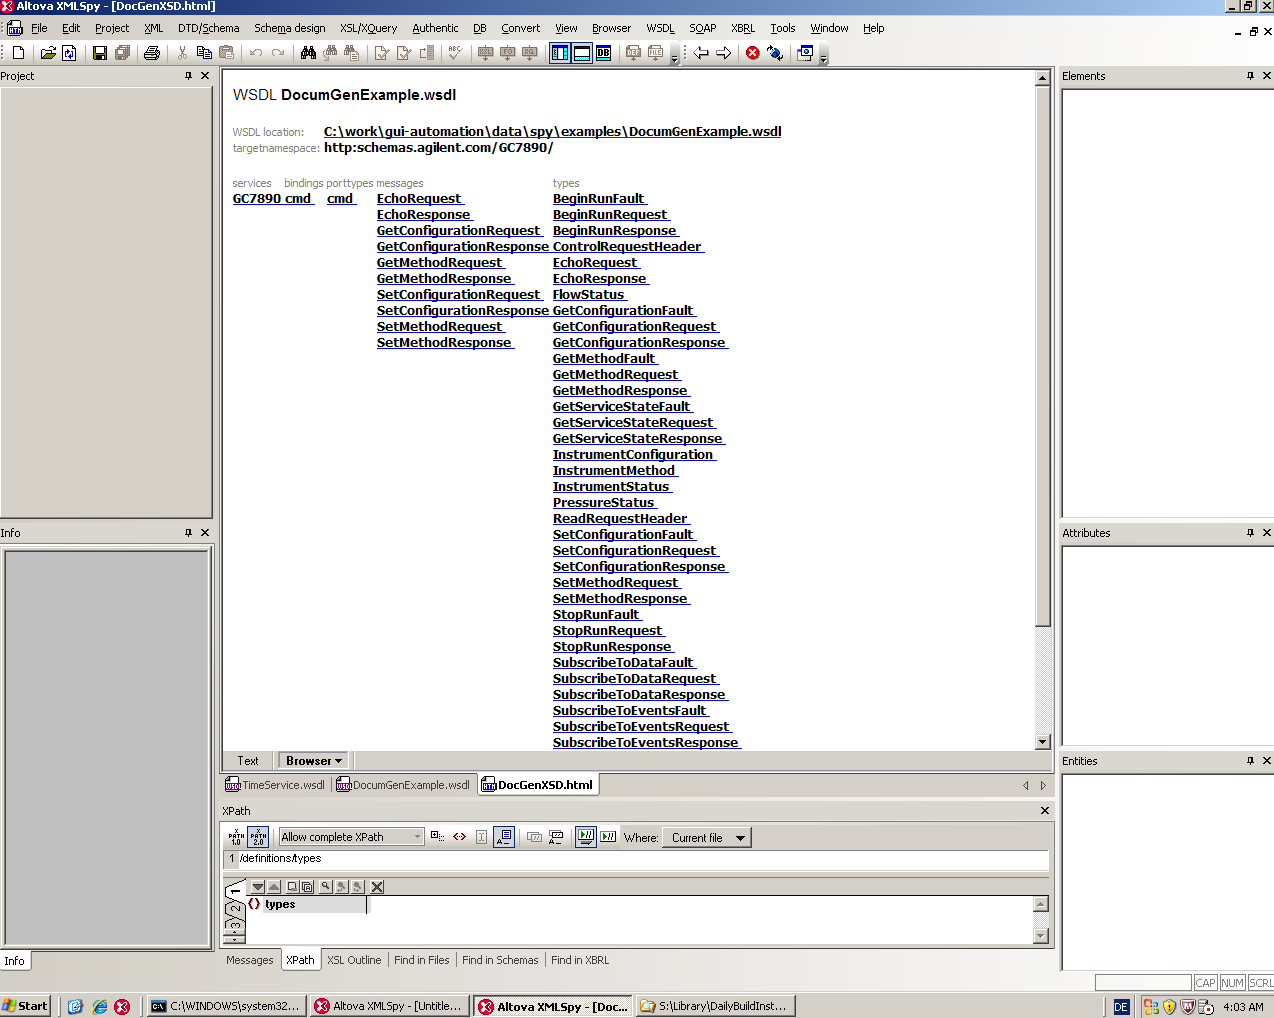 Altova XMLSpy - [DocGenXSD.html]
File Edit Project XML DTD/Schema Schema design XSL/XQuery Authentic DB Convert View Browser WSDL SOAP XBRL Tools Window Help
Project
Elements
WSDL DocumGenExample.wsdl
WSDL location: C:\work\gui-automation\data\spy\examples\DocumGenExample.wsdl
targetnamespace: http:schemas.agilent.com/GC7890/
services bindings porttypes messages types
GC7890 cmd cmd EchoRequest BeginRunFault
EchoResponse BeginRunRequest
GetConfigurationRequest BeginRunResponse
GetConfigurationResponse ControlRequestHeader
GetMethodRequest EchoRequest
GetMethodResponse EchoResponse
SetConfigurationRequest FlowStatus
SetConfigurationResponse GetConfigurationFault
SetMethodRequest GetConfigurationRequest
SetMethodResponse GetConfigurationResponse
GetMethodFault
GetMethodRequest
GetMethodResponse
GetServiceStateFault
GetServiceStateRequest
GetServiceStateResponse
InstrumentConfiguration
InstrumentMethod
InstrumentStatus
PressureStatus
ReadRequestHeader
SetConfigurationFault
SetConfigurationRequest
SetConfigurationResponse
SetMethodRequest
SetMethodResponse
StopRunFault
StopRunRequest
StopRunResponse
SubscribeToDataFault
SubscribeToDataRequest
SubscribeToDataResponse
SubscribeToEventsFault
SubscribeToEventsRequest
SubscribeToEventsResponse
Info
Attributes
Entities
Text Browser
TimeService.wsdl DocumGenExample.wsdl DocGenXSD.html
XPath
XPATH 1.0 XPATH 2.0 Allow complete XPath Where: Current file
1 /definitions/types
1 2 3
types
Info
Messages XPath XSL Outline Find in Files Find in Schemas Find in XBRL
CAP NUM SCRL
Start C:\WINDOWS\system32... Altova XMLSpy - [Untitle... Altova XMLSpy - [Doc... S:\Library\DailyBuildInst... DE 4:03 AM